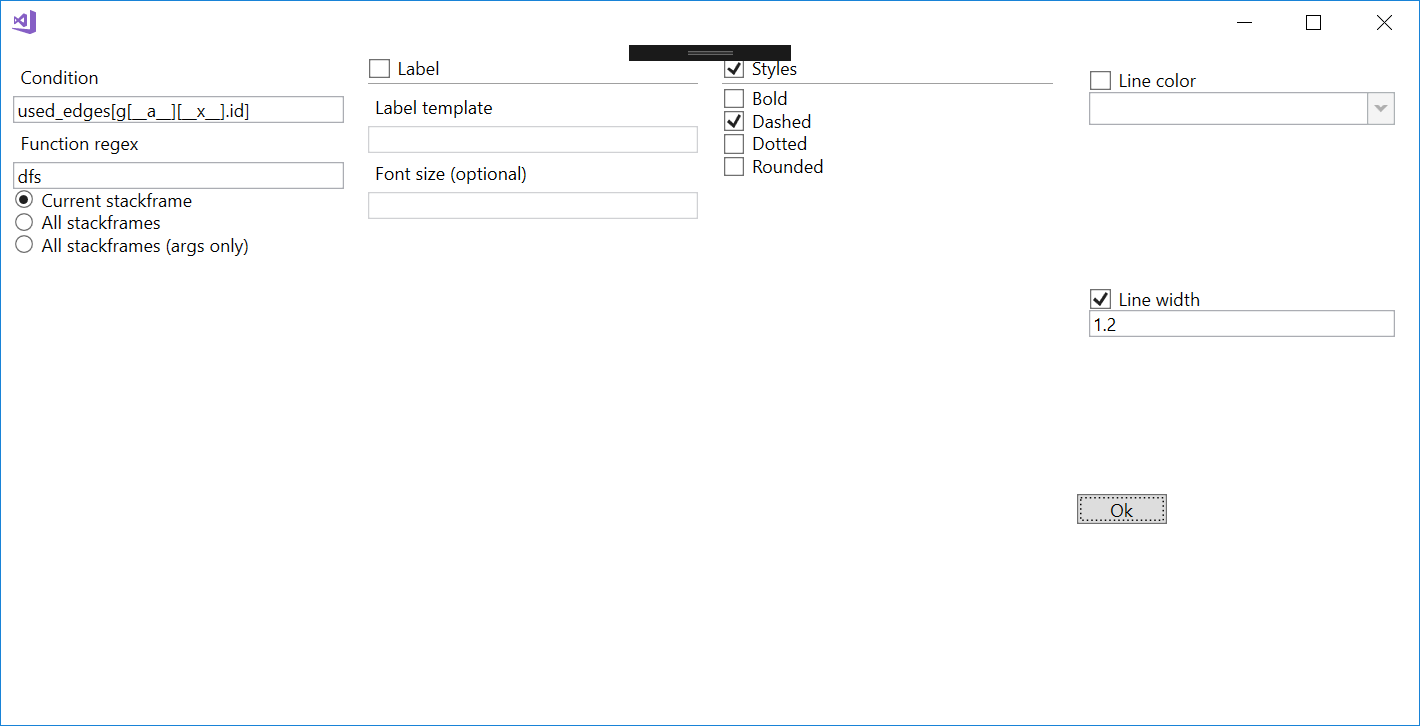 Condition
used_edges[g[__a__][__x__].id]
Function regex
dfs
Current stackframe
All stackframes
All stackframes (args only)
Label
Label template
Font size (optional)
Styles
Bold
Dashed
Dotted
Rounded
Line color
Line width
1.2
Ok